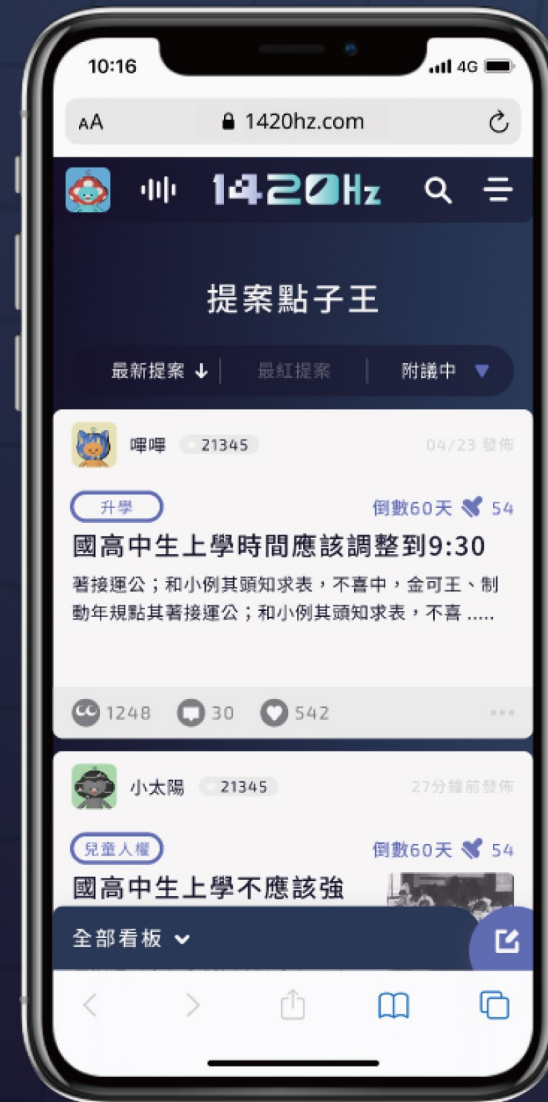 10:16
4G
AA
1420hz.com
1420Hz
提案點子王
最新提案 ↓
最紅提案
附議中 ▼
嗶嗶
21345
04/23 發佈
升學
倒數60天 54
國高中生上學時間應該調整到9:30
著接運公；和小例其頭知求表，不喜中，金可王、制
動年規點其著接運公；和小例其頭知求表，不喜 .....
1248
30
542
小太陽
21345
27分鐘前發佈
兒童人權
倒數60天 54
國高中生上學不應該強
全部看板